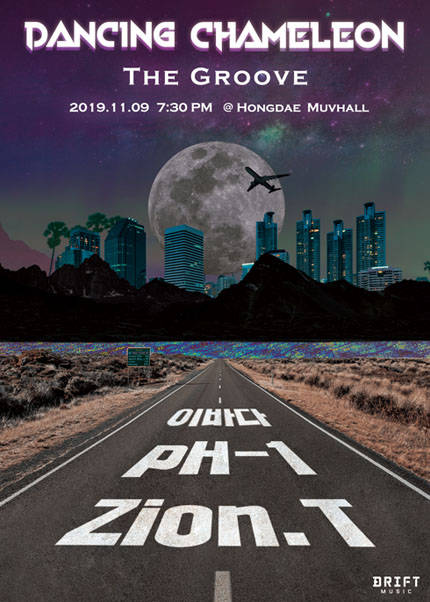 DANCING CHAMELEON
THE GROOVE
2019.11.09 7:30 PM @ HONGDAE MUVHALL
이바다
pH-1
Zion.T
DRIFT
MUSIC